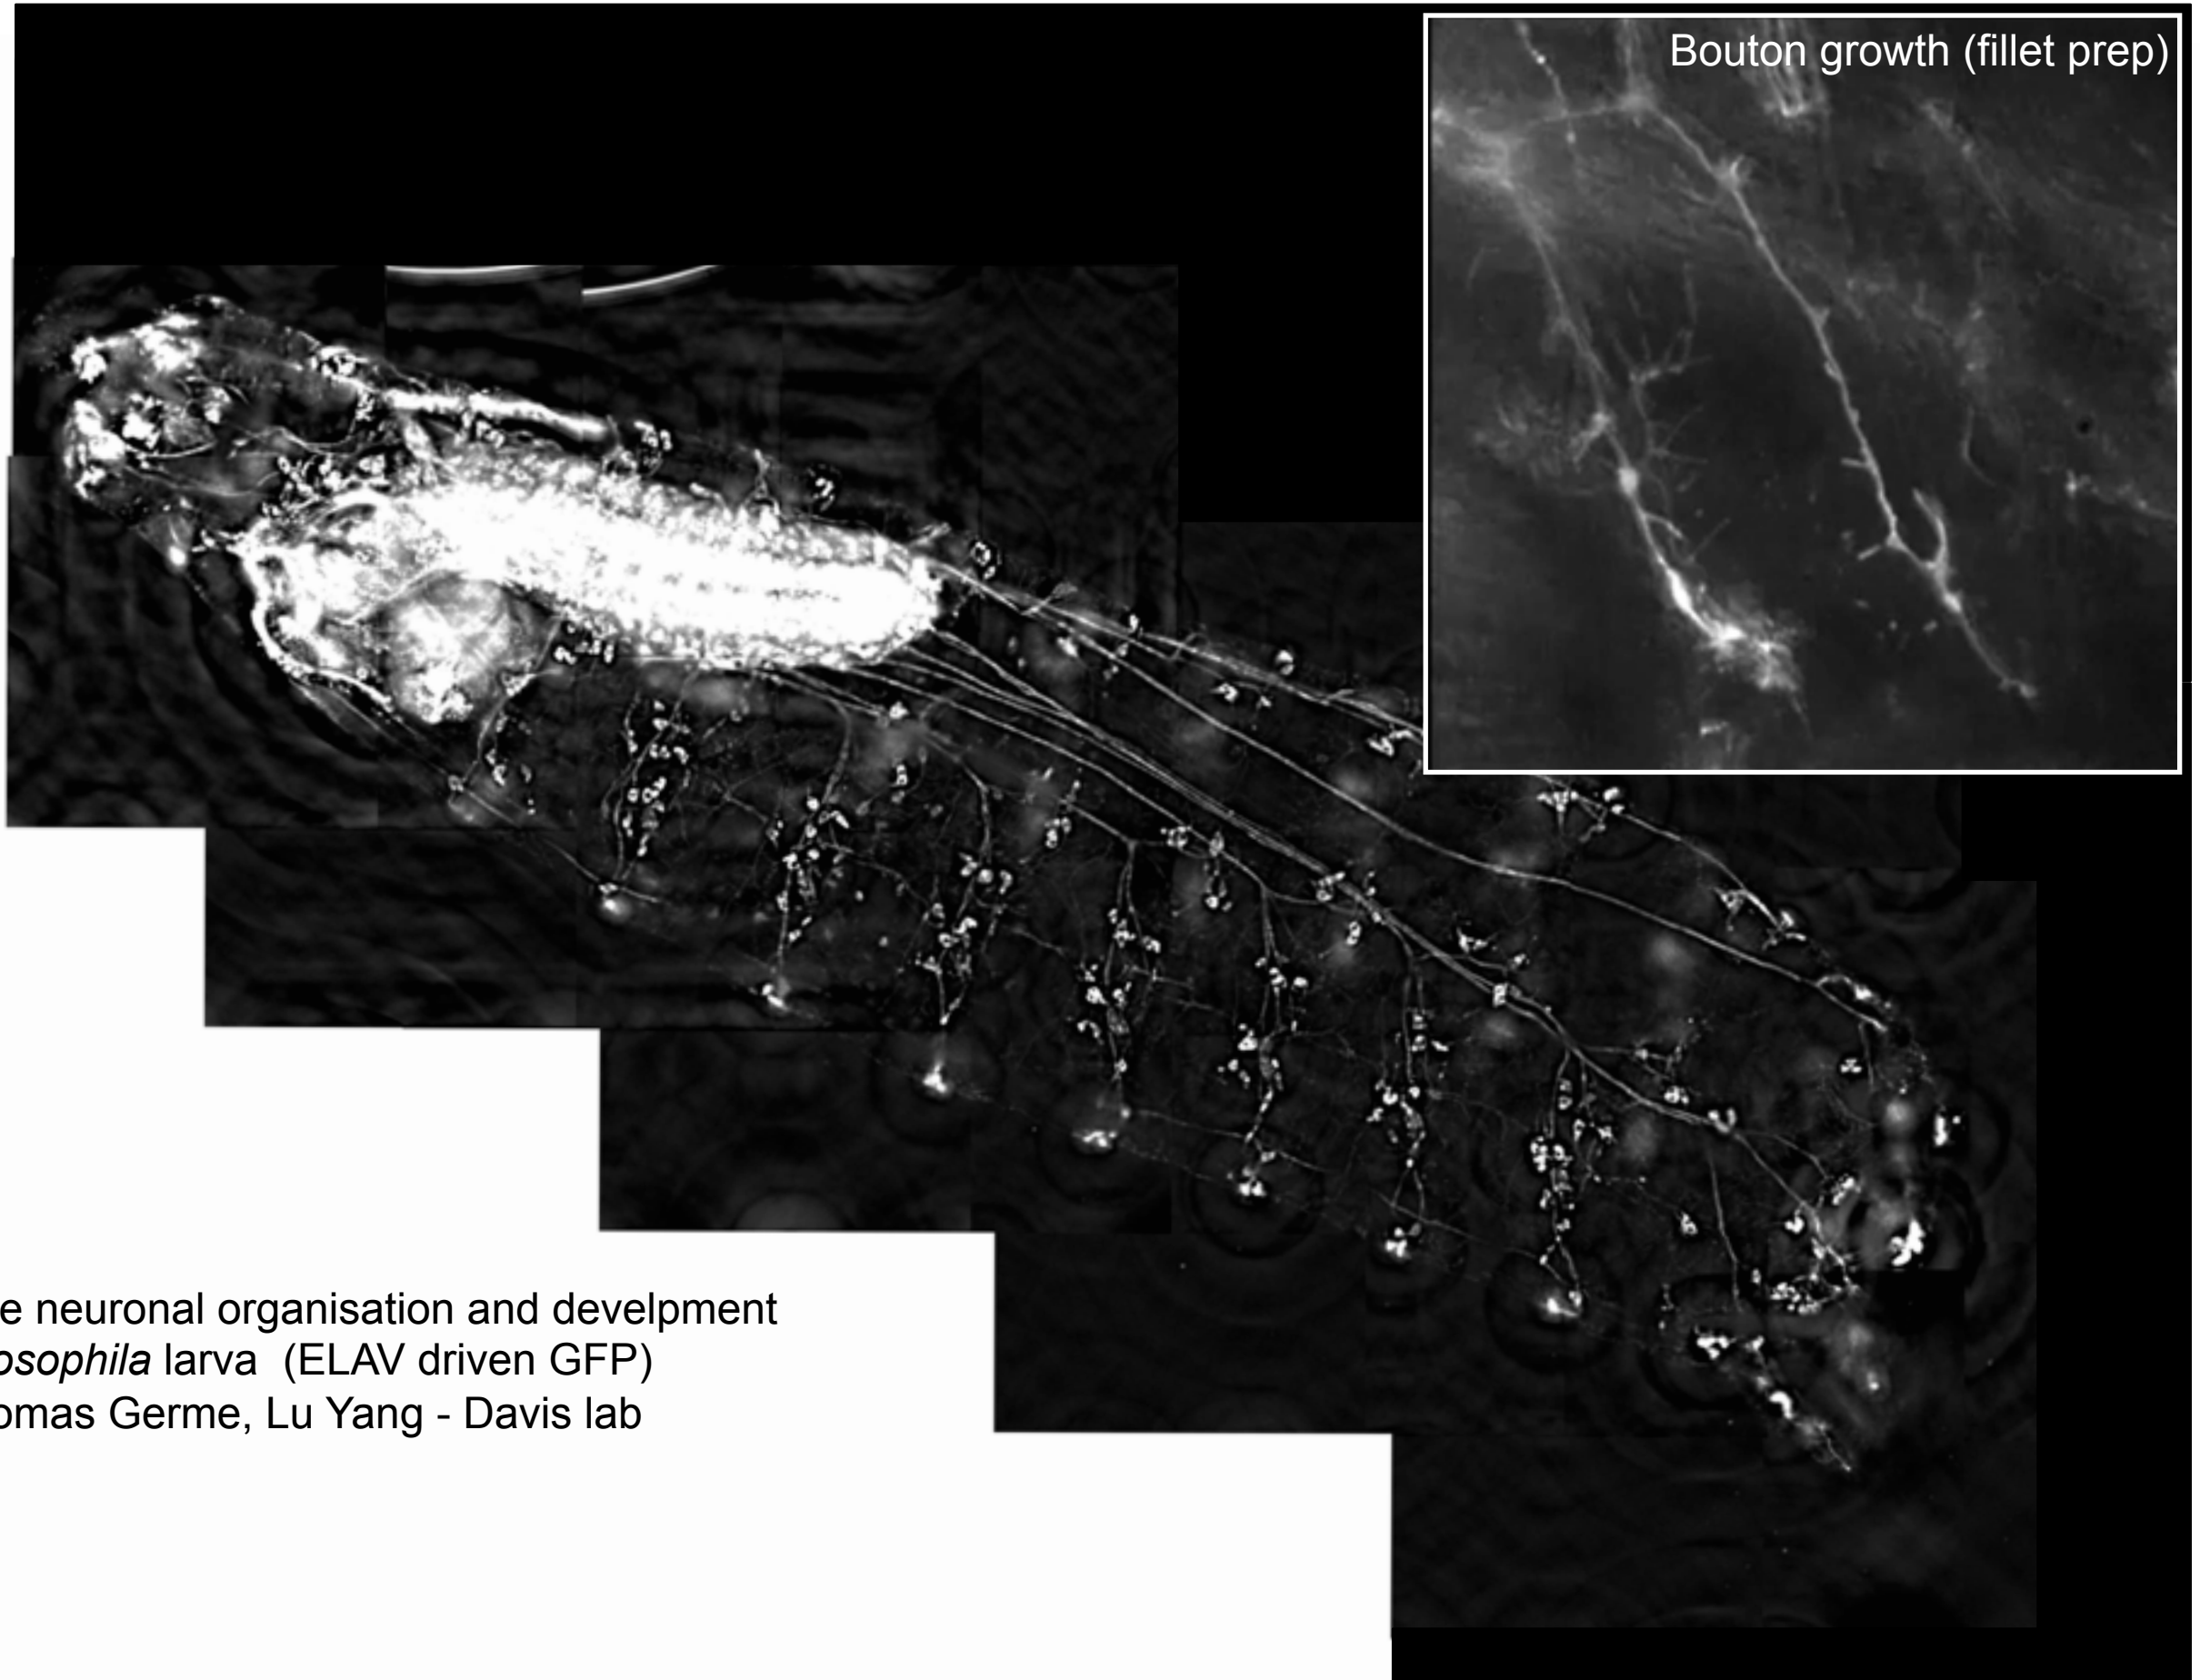 Bouton growth (fillet prep)
e neuronal organisation and develpment
osophila larva (ELAV driven GFP)
omas Germe, Lu Yang - Davis lab